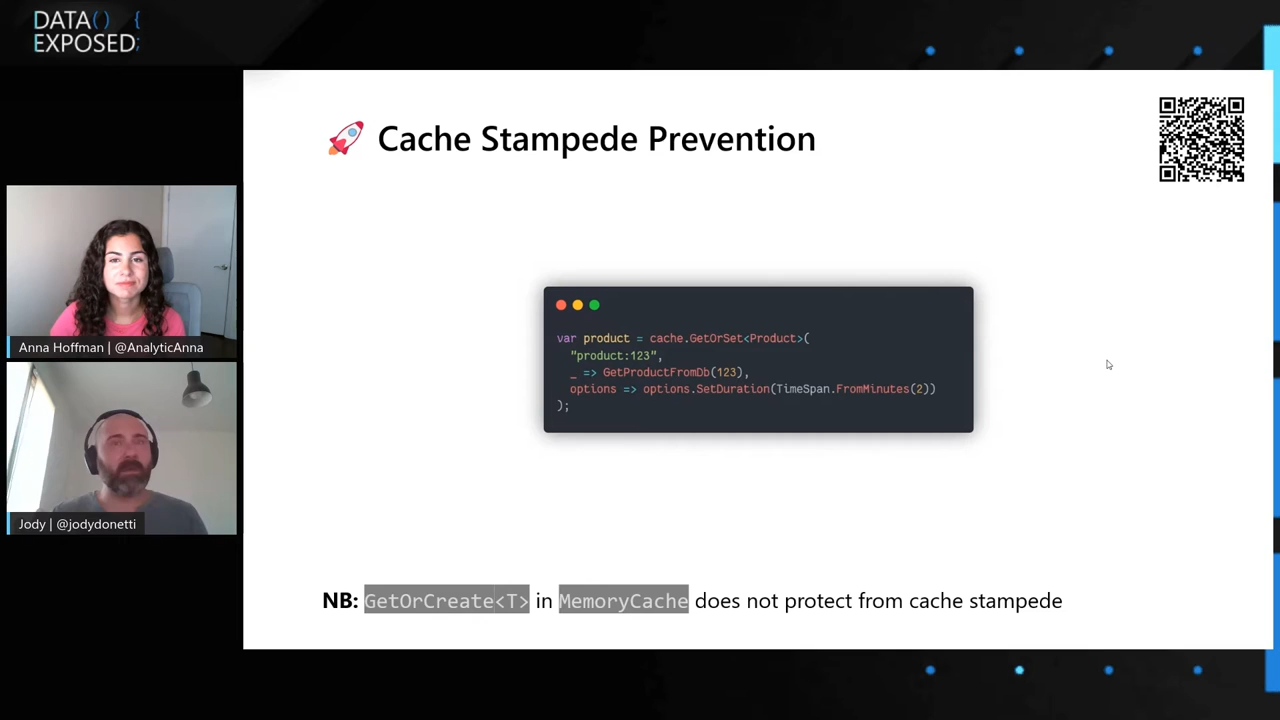 DATA() {
EXPOSED;
🚀 Cache Stampede Prevention
var product = cache.GetOrSet<Product>(
"product:123",
_ => GetProductFromDb(123),
options => options.SetDuration(TimeSpan.FromMinutes(2))
);
NB: GetOrCreate<T> in MemoryCache does not protect from cache stampede
Anna Hoffman | @AnalyticAnna
Jody | @jodydonetti